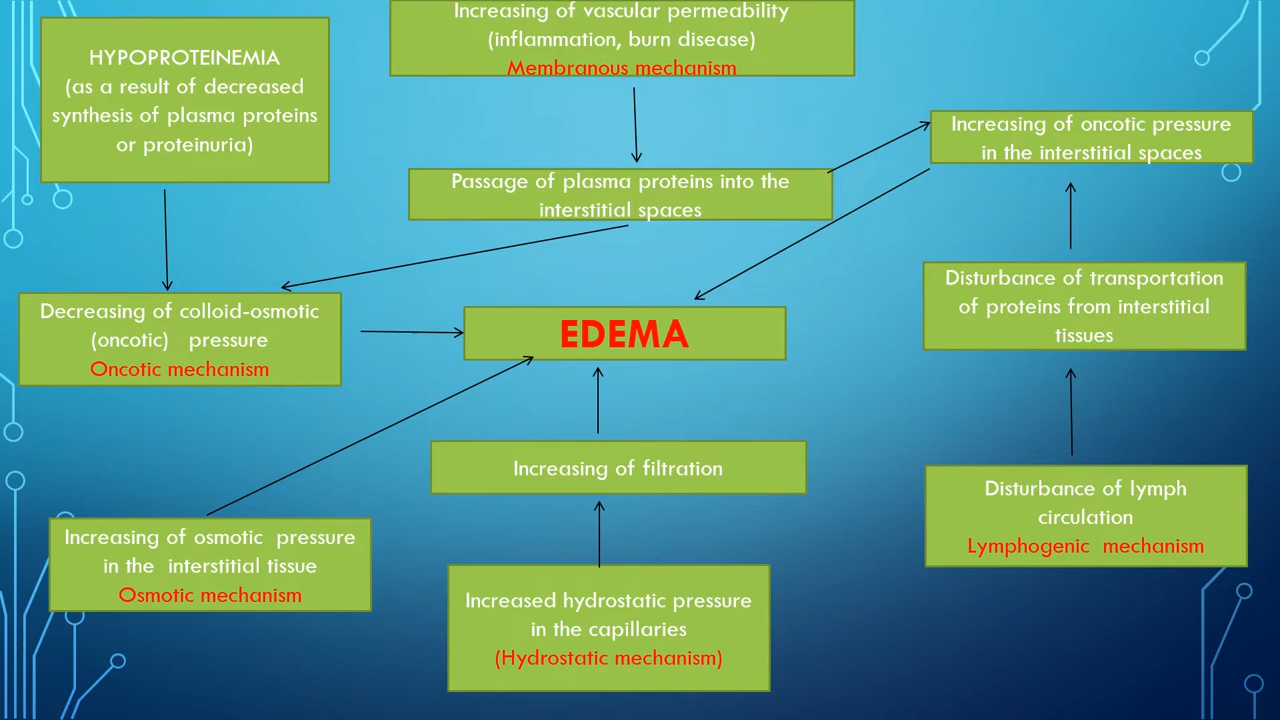 HYPOPROTEINEMIA
(as a result of decreased
synthesis of plasma proteins
or proteinuria)
Increasing of vascular permeability
(inflammation, burn disease)
Membranous mechanism
Increasing of oncotic pressure
in the interstitial spaces
Passage of plasma proteins into the
interstitial spaces
Decreasing of colloid-osmotic
(oncotic) pressure
Oncotic mechanism
EDEMA
Disturbance of transportation
of proteins from interstitial
tissues
Increasing of filtration
Disturbance of lymph
circulation
Lymphogenic mechanism
Increasing of osmotic pressure
in the interstitial tissue
Osmotic mechanism
Increased hydrostatic pressure
in the capillaries
(Hydrostatic mechanism)